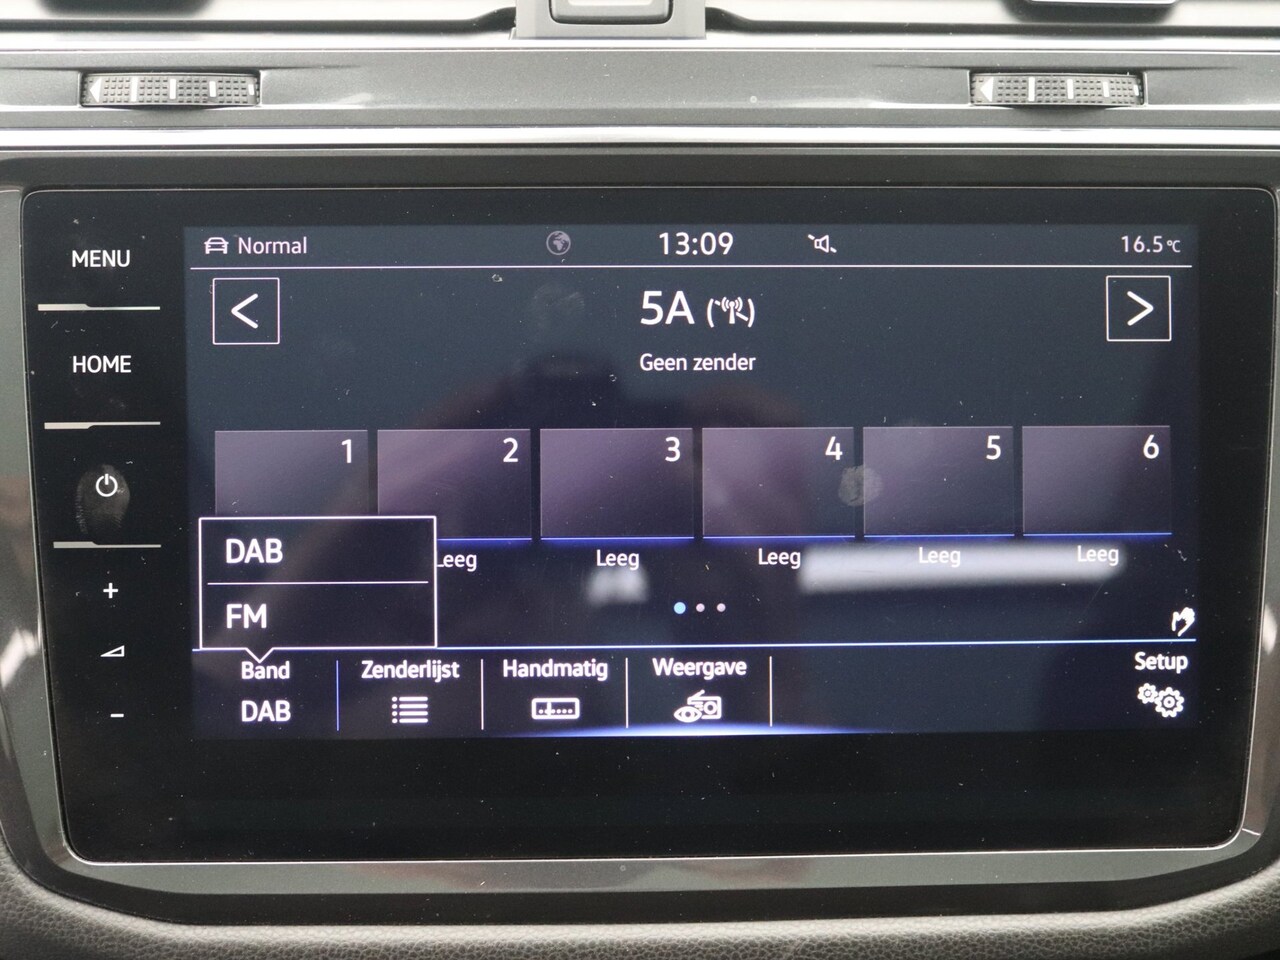 MENU
HOME
+
-
Normal
13:09
16.5°C
<
5A
>
Geen zender
1
2
3
4
5
6
Leeg
Leeg
Leeg
Leeg
Leeg
DAB
FM
Band
DAB
Zenderlijst
Handmatig
Weergave
Setup